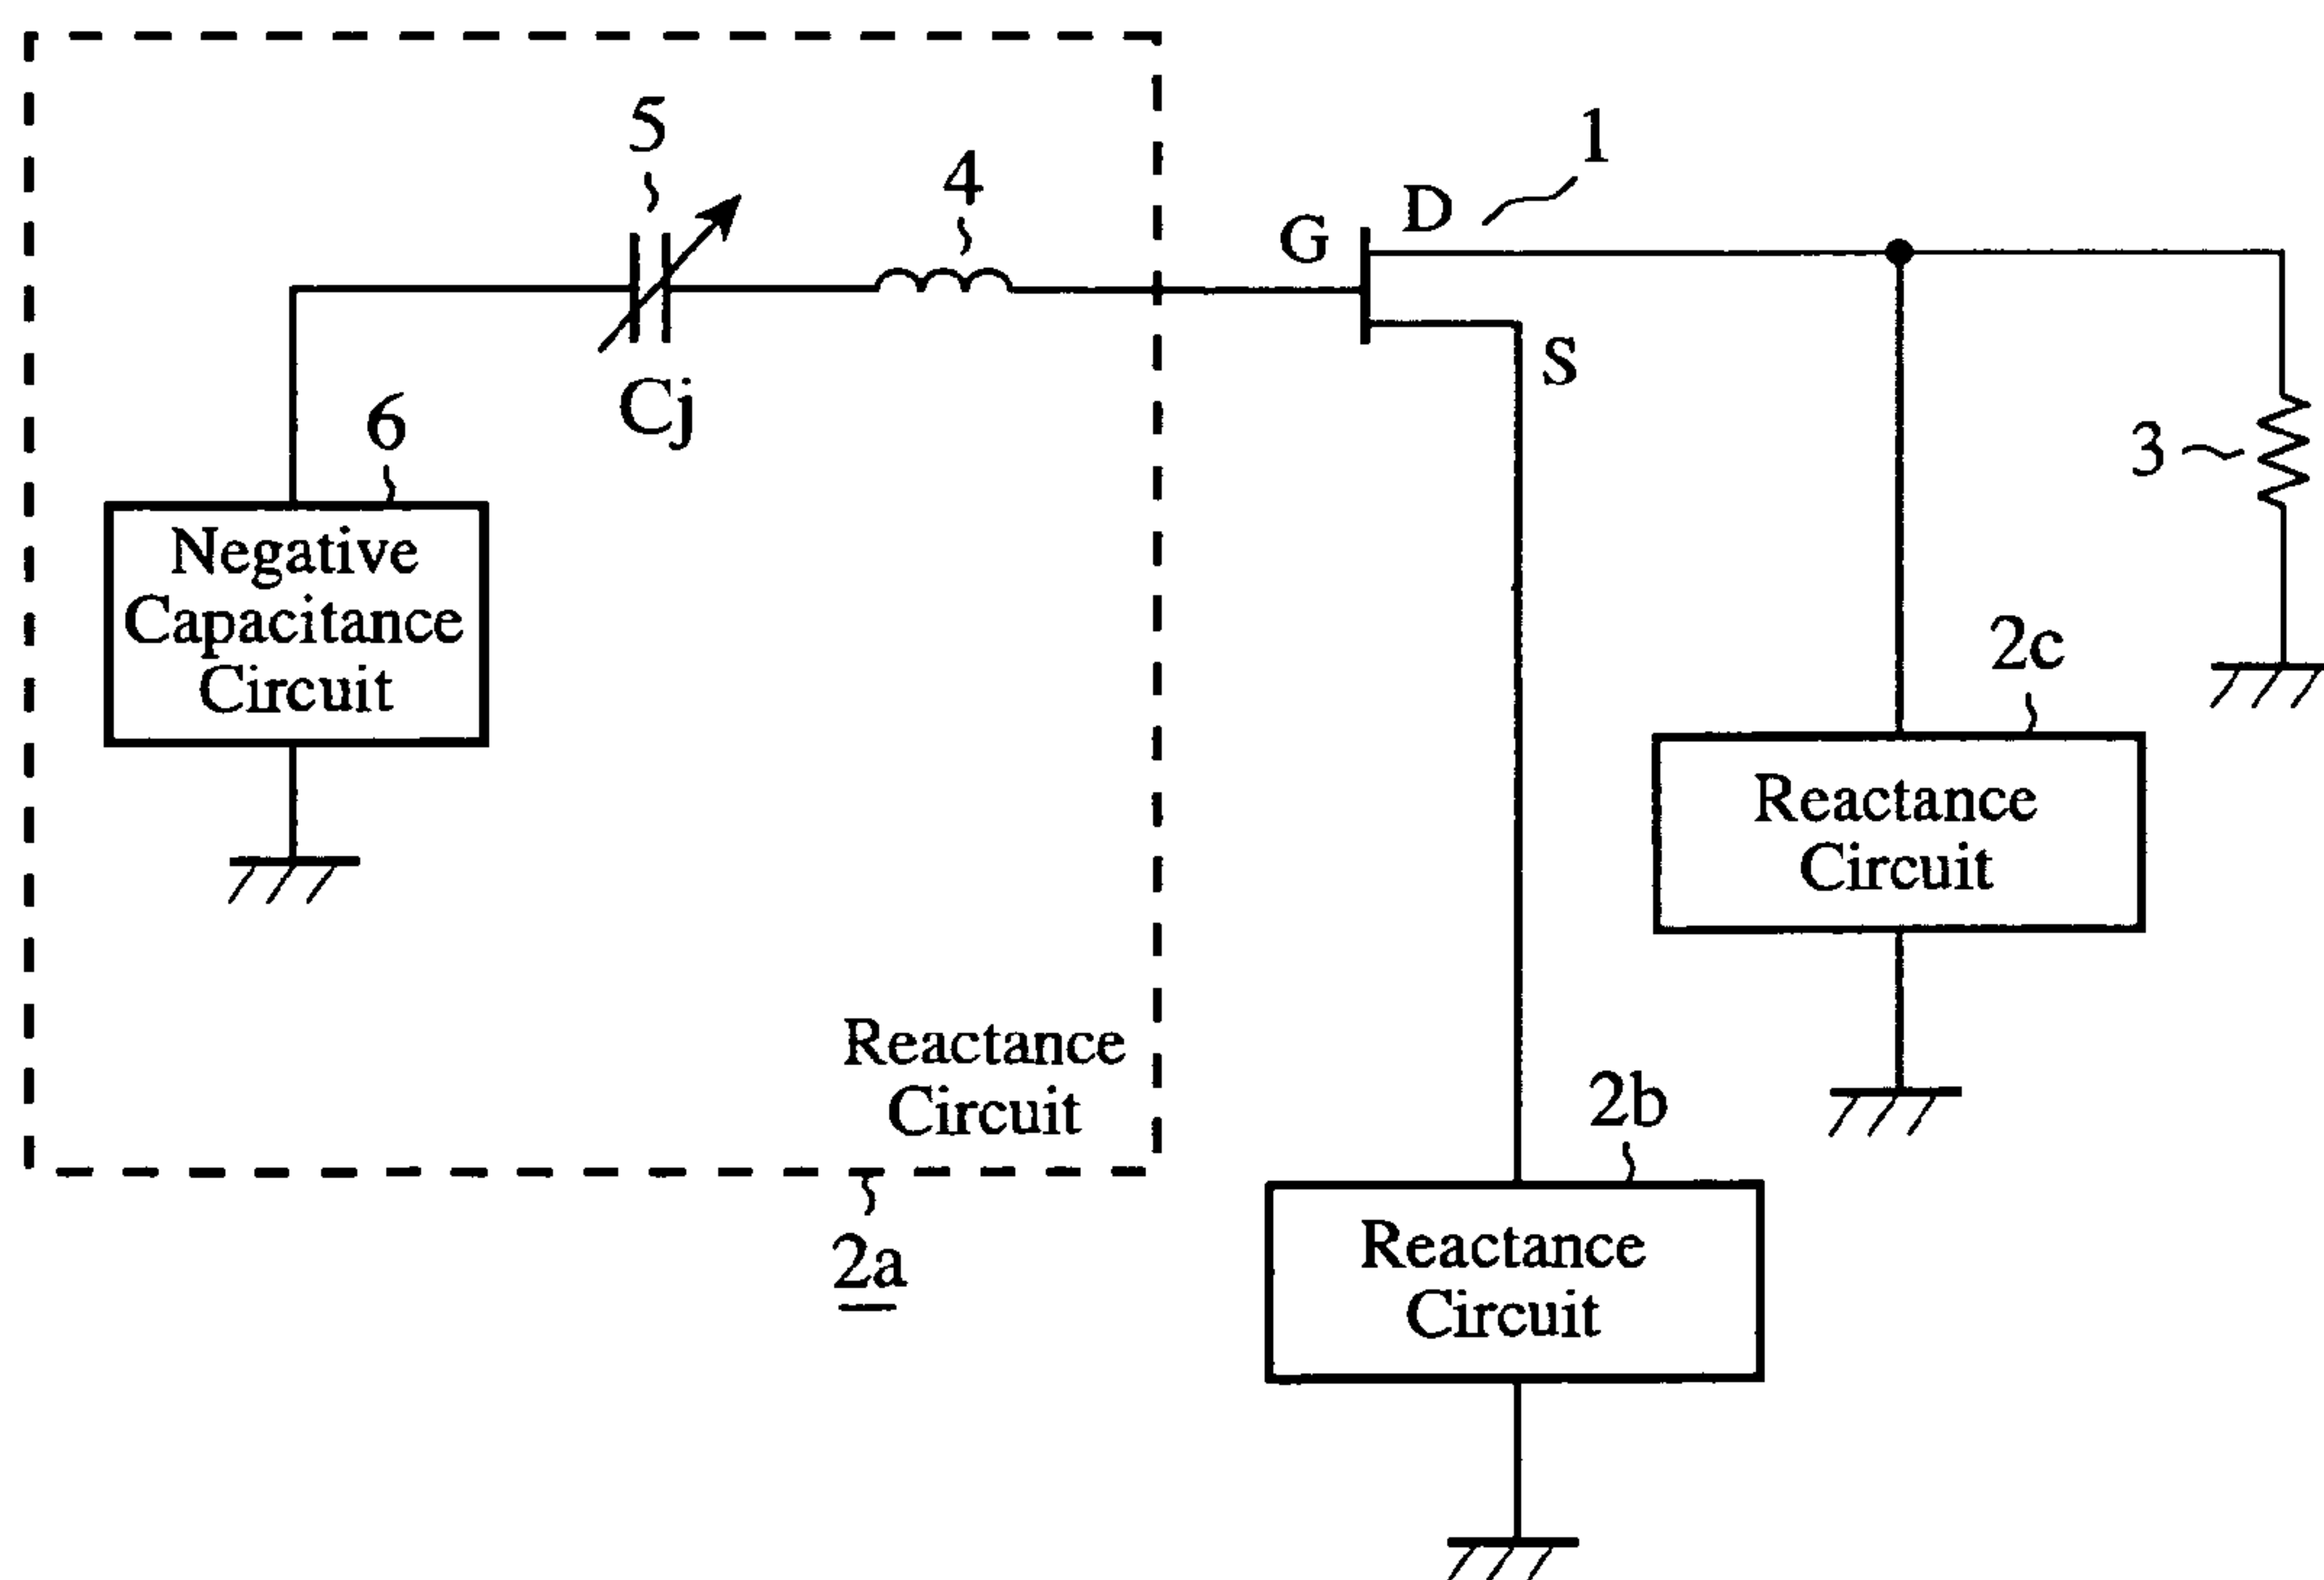 5
4
1
G
D
S
Cj
6
3
Negative
Capacitance
Circuit
2c
Reactance
Circuit
Reactance
Circuit
2b
2a
Reactance
Circuit